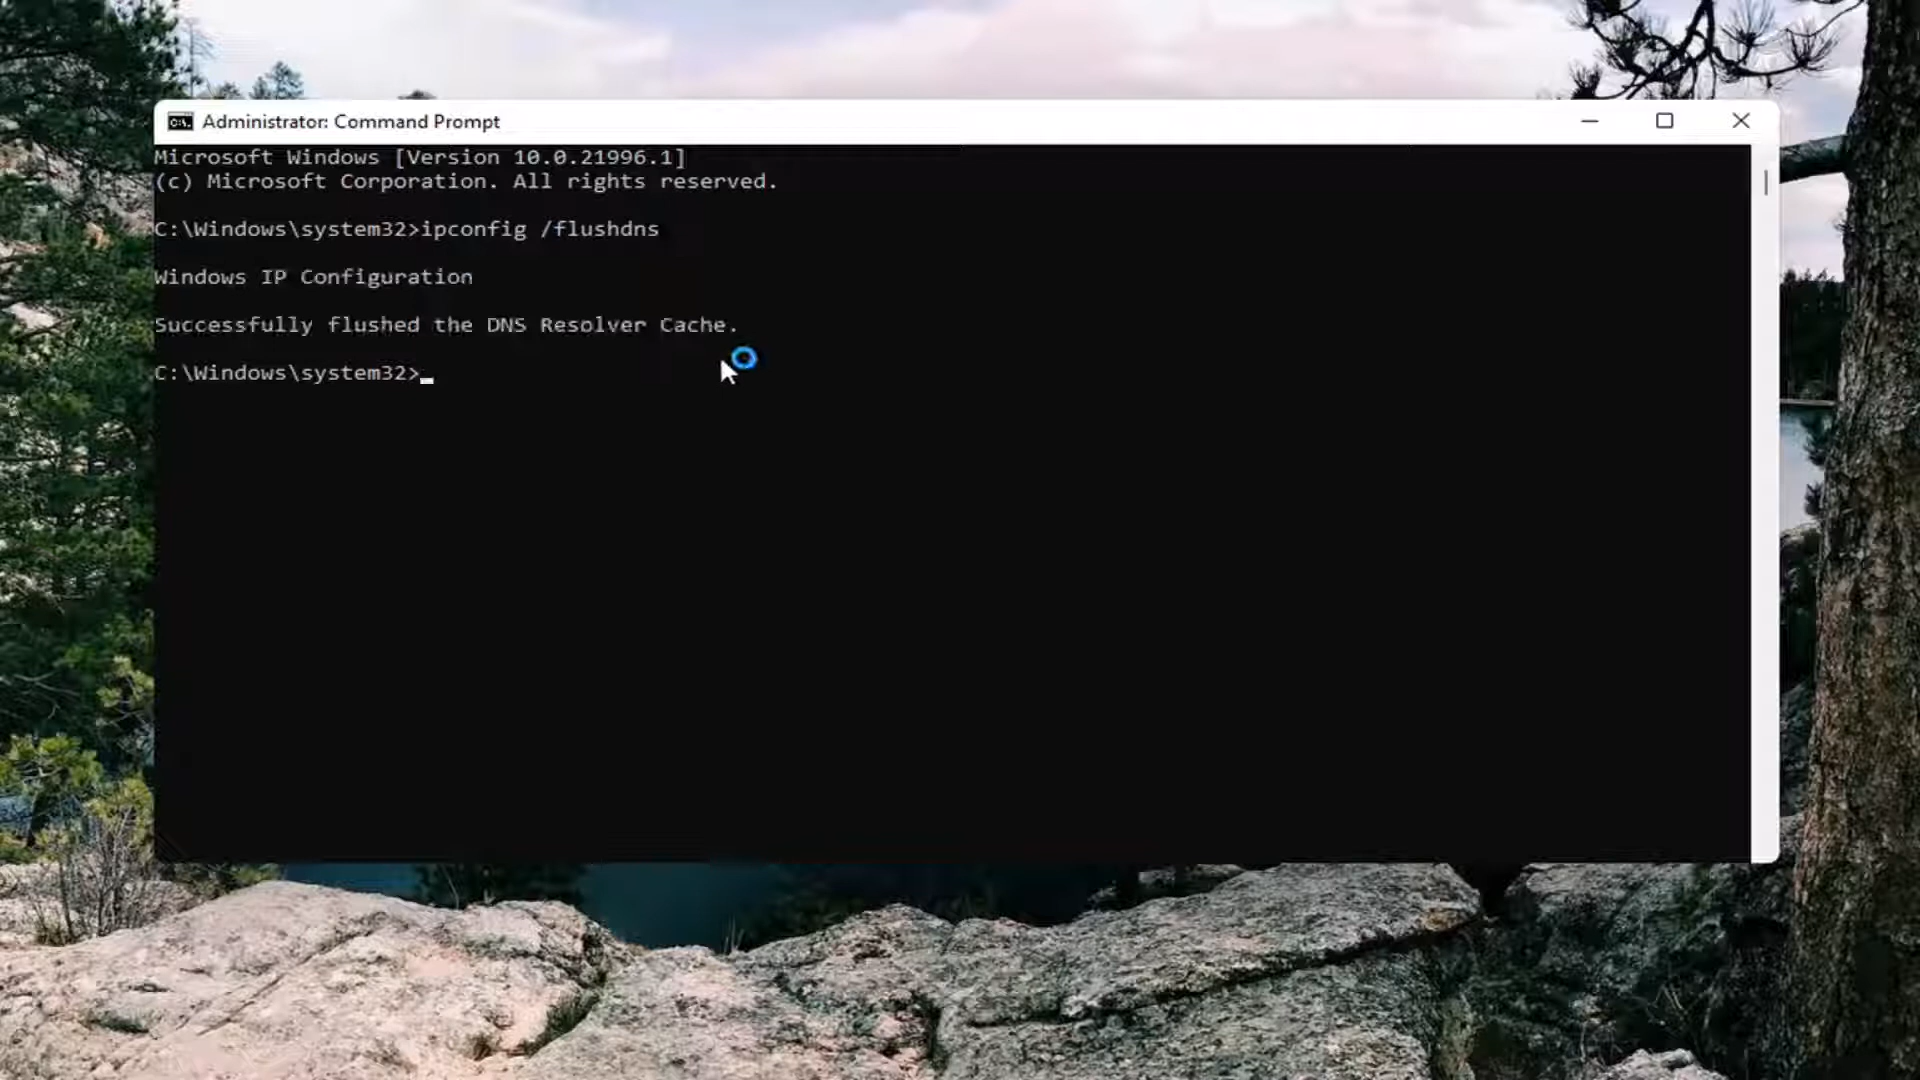 Administrator: Command Prompt
Microsoft Windows [Version 10.0.21996.1]
(c) Microsoft Corporation. All rights reserved.
C:\Windows\system32>ipconfig /flushdns
Windows IP Configuration
Successfully flushed the DNS Resolver Cache.
C:\Windows\system32>